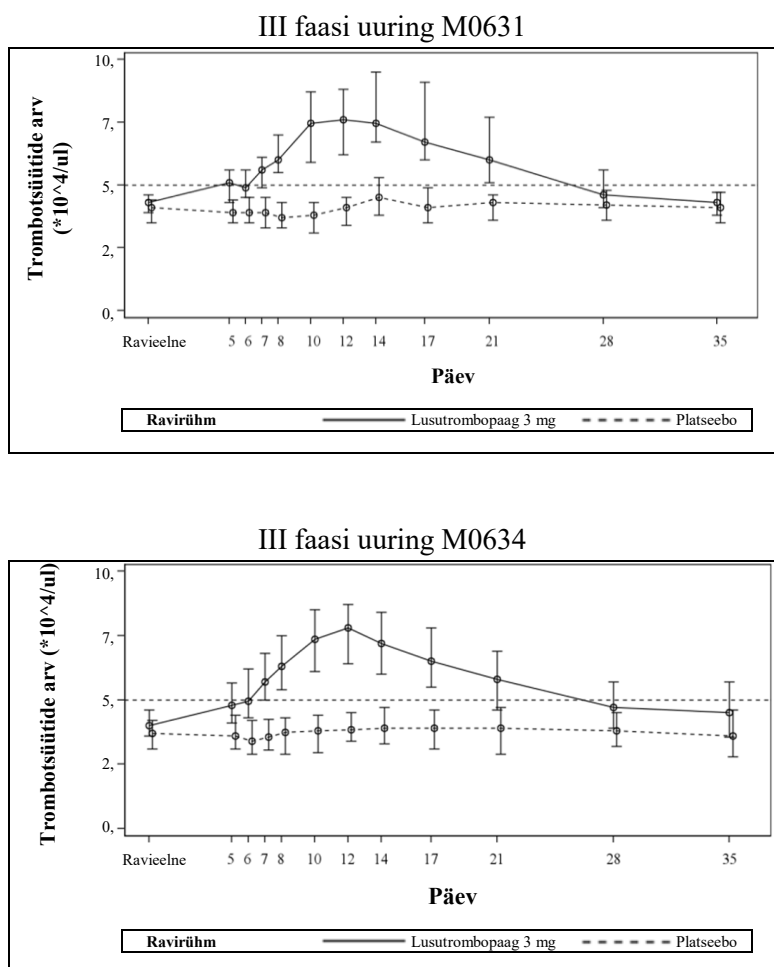 III faasi uuring M0631
Trombotsüütide arv
(*10^4/ul)
10,
7,
5,
2,
0,
Ravieelne 5 6 7 8 10 12 14 17 21 28 35
Päev
Ravirühm Lusutrombopaag 3 mg Platseebo
III faasi uuring M0634
Trombotsüütide arv (*10^4/ul)
10,
7,
5,
2,
0,
Ravieelne 5 6 7 8 10 12 14 17 21 28 35
Päev
Ravirühm Lusutrombopaag 3 mg Platseebo